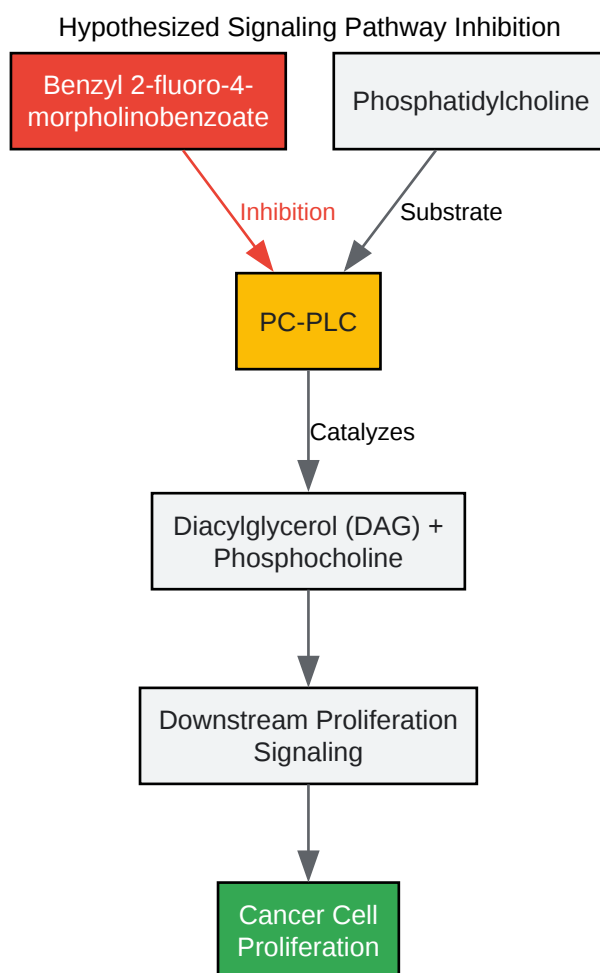 Hypothesized Signaling Pathway Inhibition
Benzyl 2-fluoro-4-
morpholinobenzoate
Phosphatidylcholine
Inhibition
Substrate
PC-PLC
Catalyzes
Diacylglycerol (DAG) +
Phosphocholine
Downstream Proliferation
Signaling
Cancer Cell
Proliferation